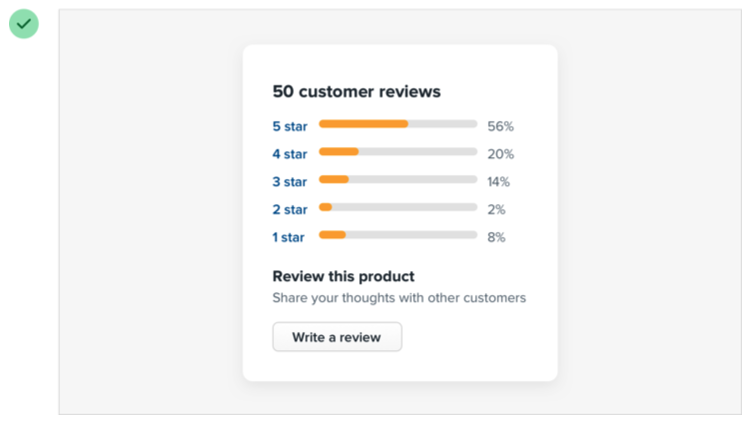 50 customer reviews
5 star 56%
4 star 20%
3 star 14%
2 star 2%
1 star 8%
Review this product
Share your thoughts with other customers
Write a review